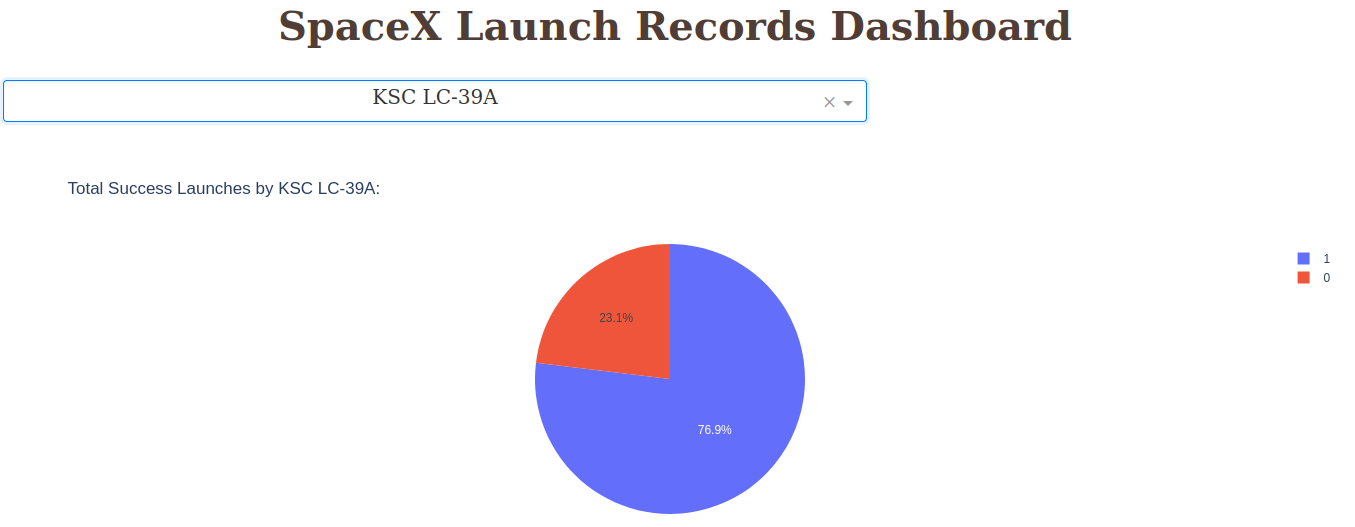 SpaceX Launch Records Dashboard
KSC LC-39A
Total Success Launches by KSC LC-39A:
1
0
23.1%
76.9%